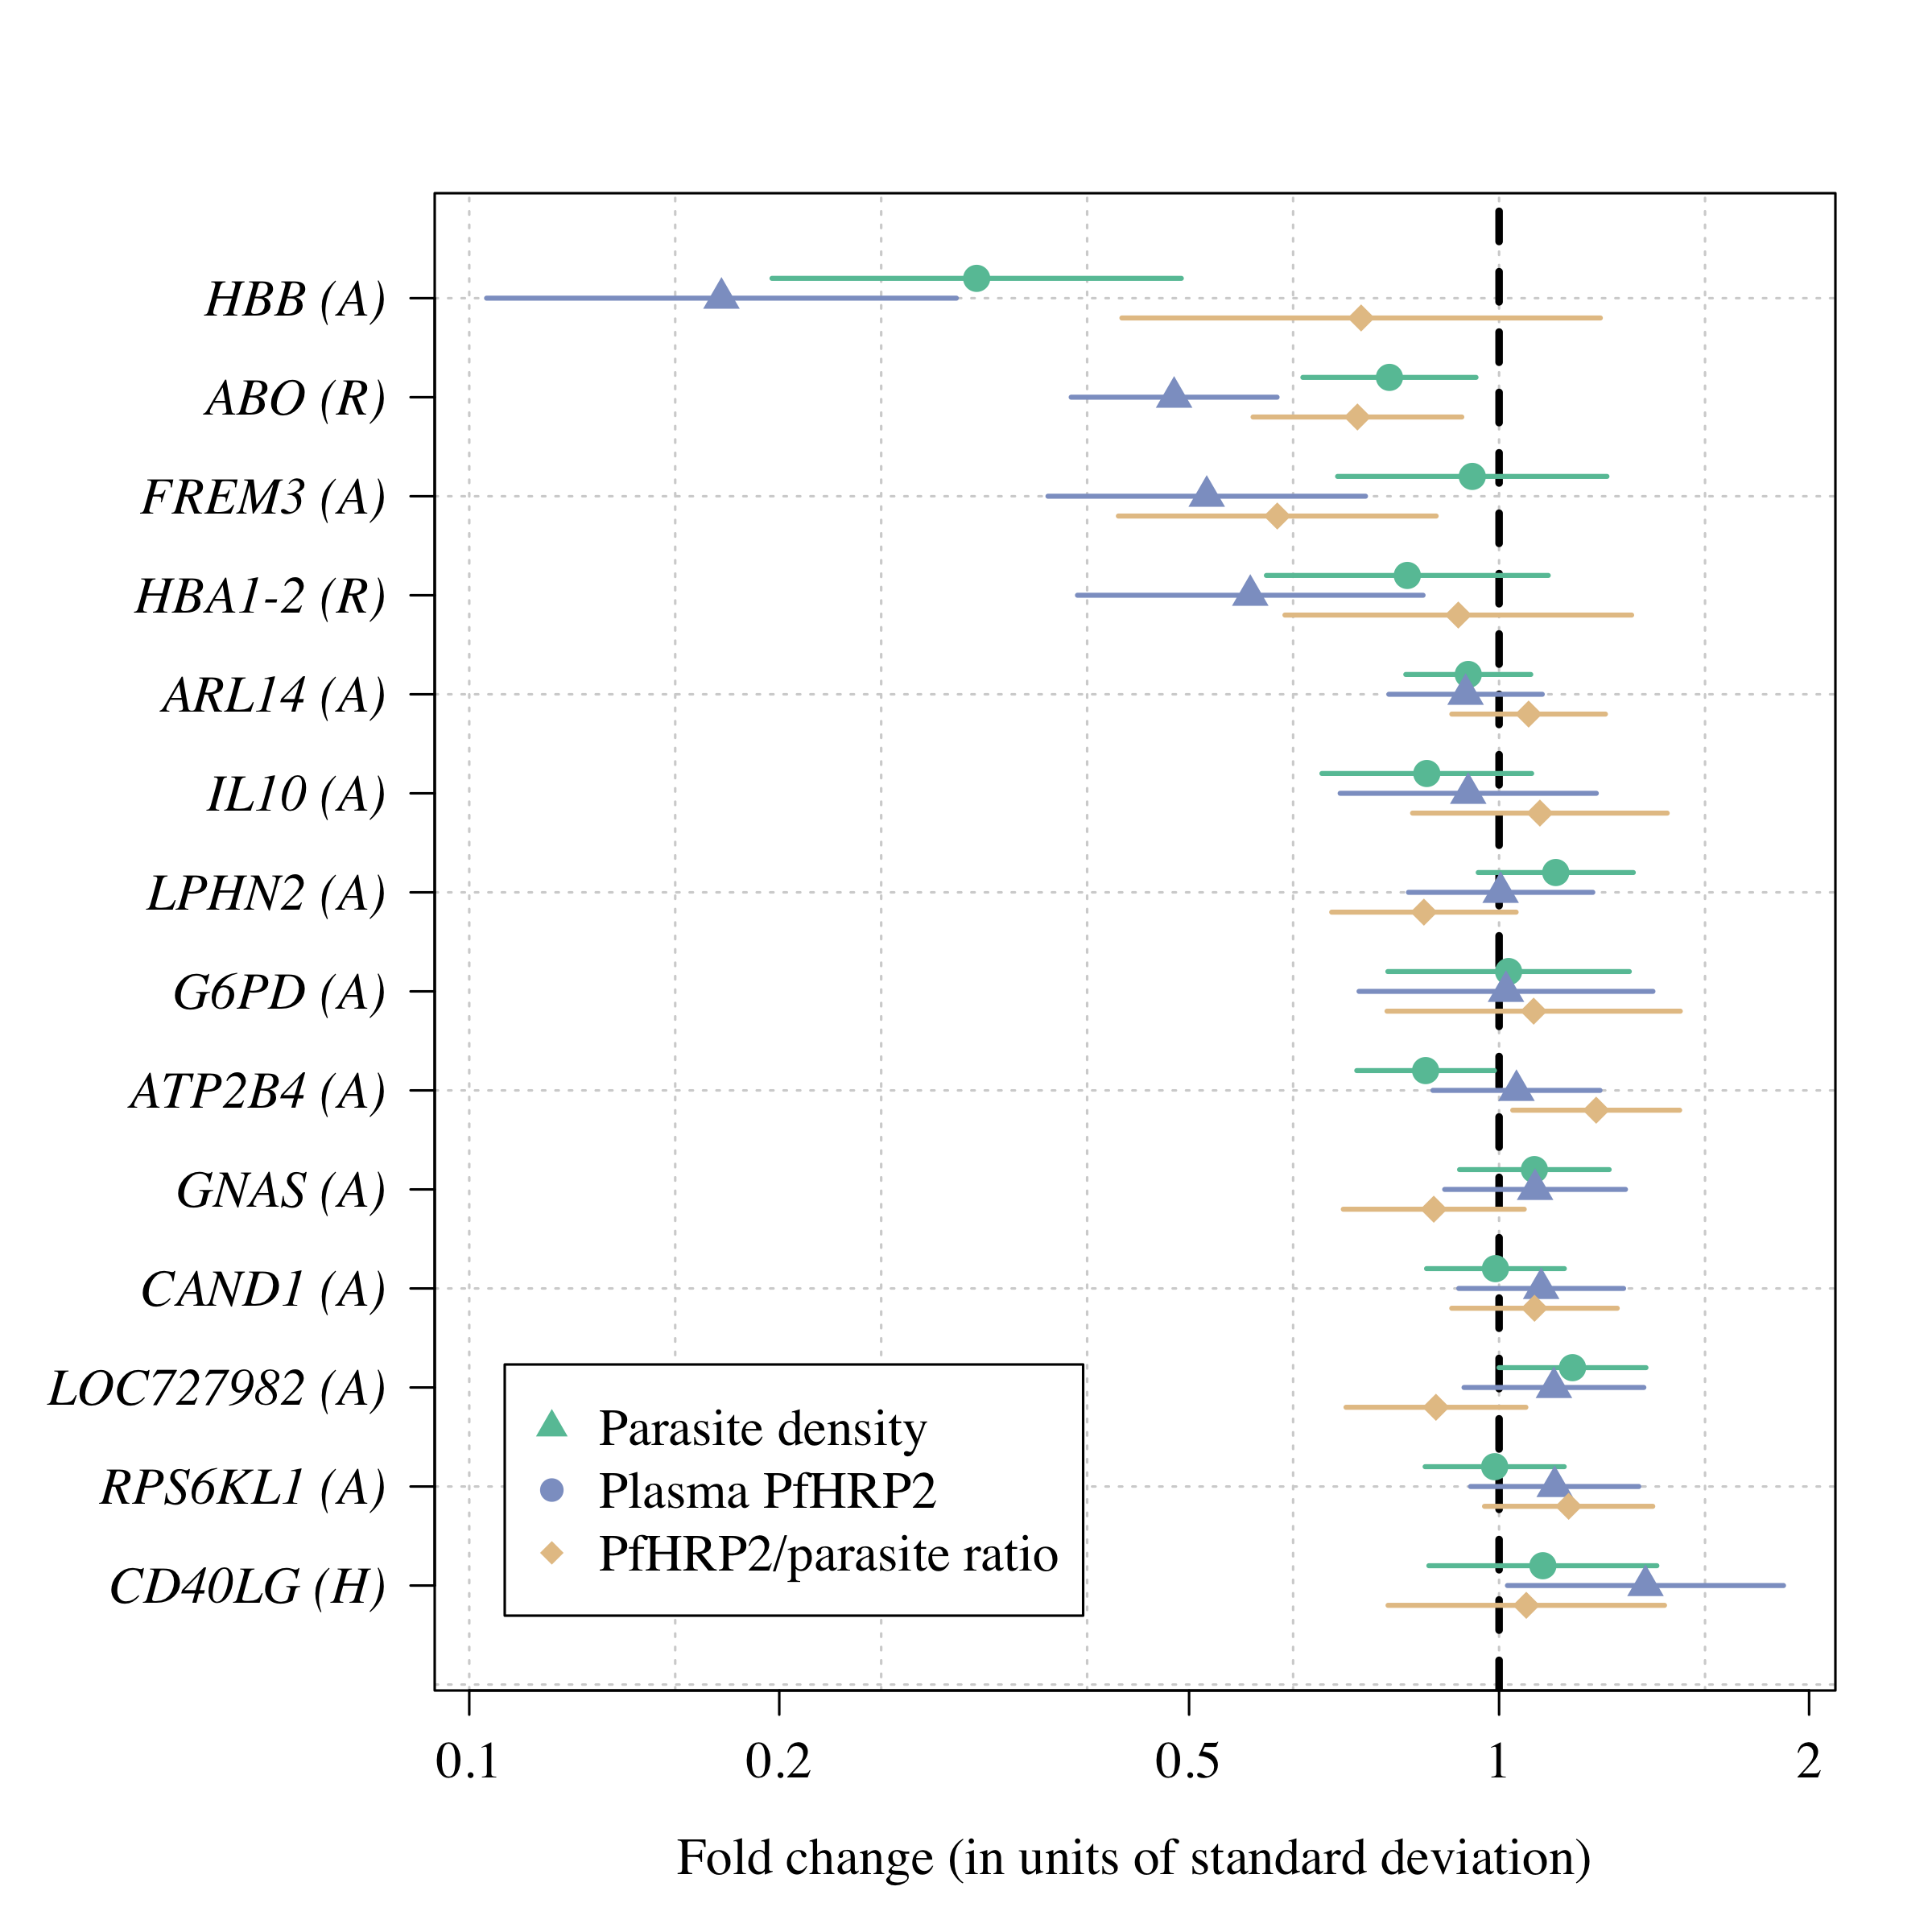 HBB (A)
ABO (R)
FREM3 (A)
HBA1-2 (R)
ARL14 (A)
IL10 (A)
LPHN2 (A)
G6PD (A)
ATP2B4 (A)
GNAS (A)
CAND1 (A)
LOC727982 (A)
RPS6KL1 (A)
CD40LG (H)
Parasite density
Plasma PfHRP2
PfHRP2/parasite ratio
0.1 0.2 0.5 1 2
Fold change (in units of standard deviation)